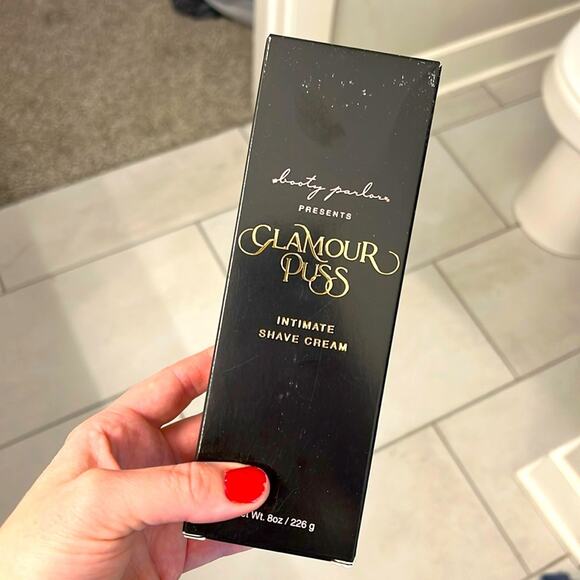 booty parlor
PRESENTS
GLAMOUR
PUSS
INTIMATE
SHAVE CREAM
Wt. 8oz / 226 g